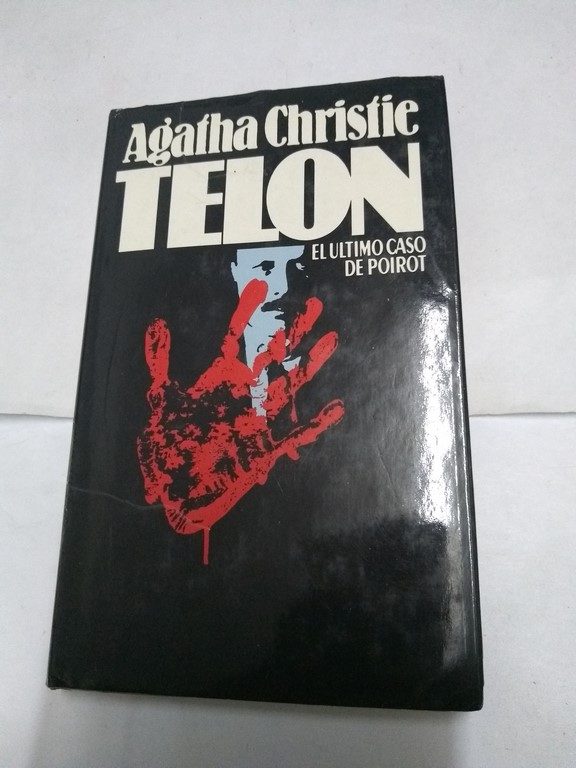 Agatha Christie
TELON
EL ULTIMO CASO
DE POIROT